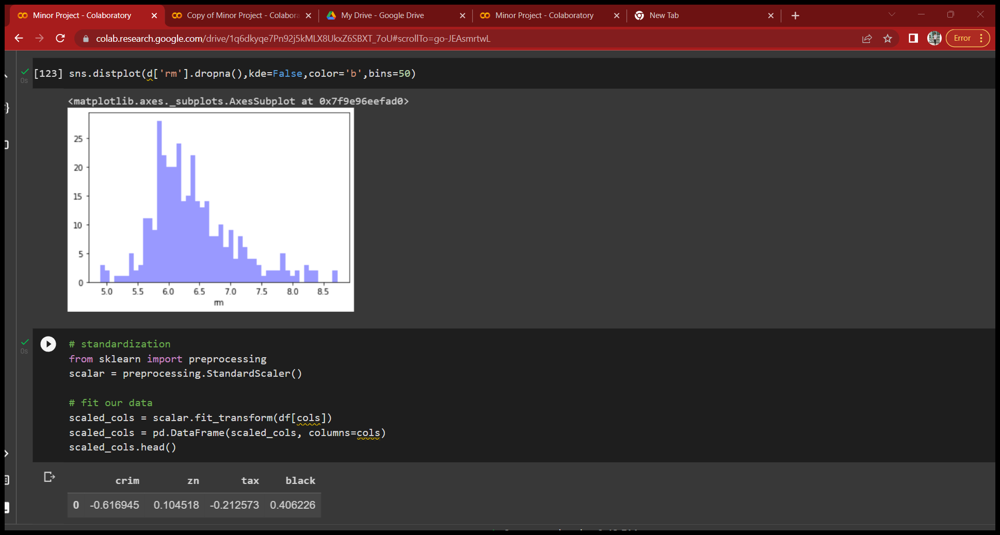 Minor Project - Colaboratory
Copy of Minor Project - Colabora
My Drive - Google Drive
Minor Project - Colaboratory
New Tab
colab.research.google.com/drive/1q6dkyqe7Pn92j5kMLX8UkxZ6SBXT_7oU#scrollTo=go-JEAsmrtwL
Error
[123] sns.distplot(d['rm'].dropna(),kde=False,color='b',bins=50)
0s
<matplotlib.axes._subplots.AxesSubplot at 0x7f9e96eefad0>
25
20
15
10
5
0
5.0 5.5 6.0 6.5 7.0 7.5 8.0 8.5
rm
0s
# standardization
from sklearn import preprocessing
scalar = preprocessing.StandardScaler()
# fit our data
scaled_cols = scalar.fit_transform(df[cols])
scaled_cols = pd.DataFrame(scaled_cols, columns=cols)
scaled_cols.head()
crim zn tax black
0 -0.616945 0.104518 -0.212573 0.406226